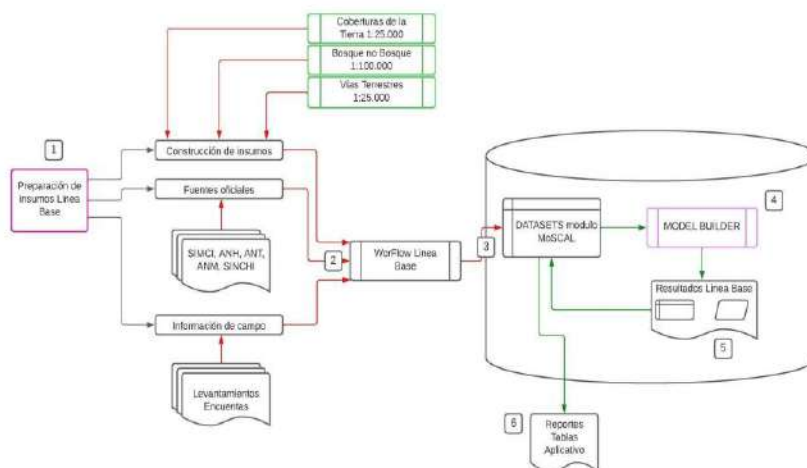 Coberturas de la
Tierra 1:25.000
Bosque no Bosque
1:100.000
Vías Terrestres
1:25.000
1
Preparación de
insumos Línea
Base
Construcción de insumos
Fuentes oficiales
SIMCI, ANH, ANT,
ANM, SINCHI
Información de campo
Levantamientos
Encuentas
2
WorFlow Línea
Base
3
DATASETS modulo
MoSCAL
4
MODEL BUILDER
Resultados Línea Base
5
6
Reportes
Tablas
Aplicativo